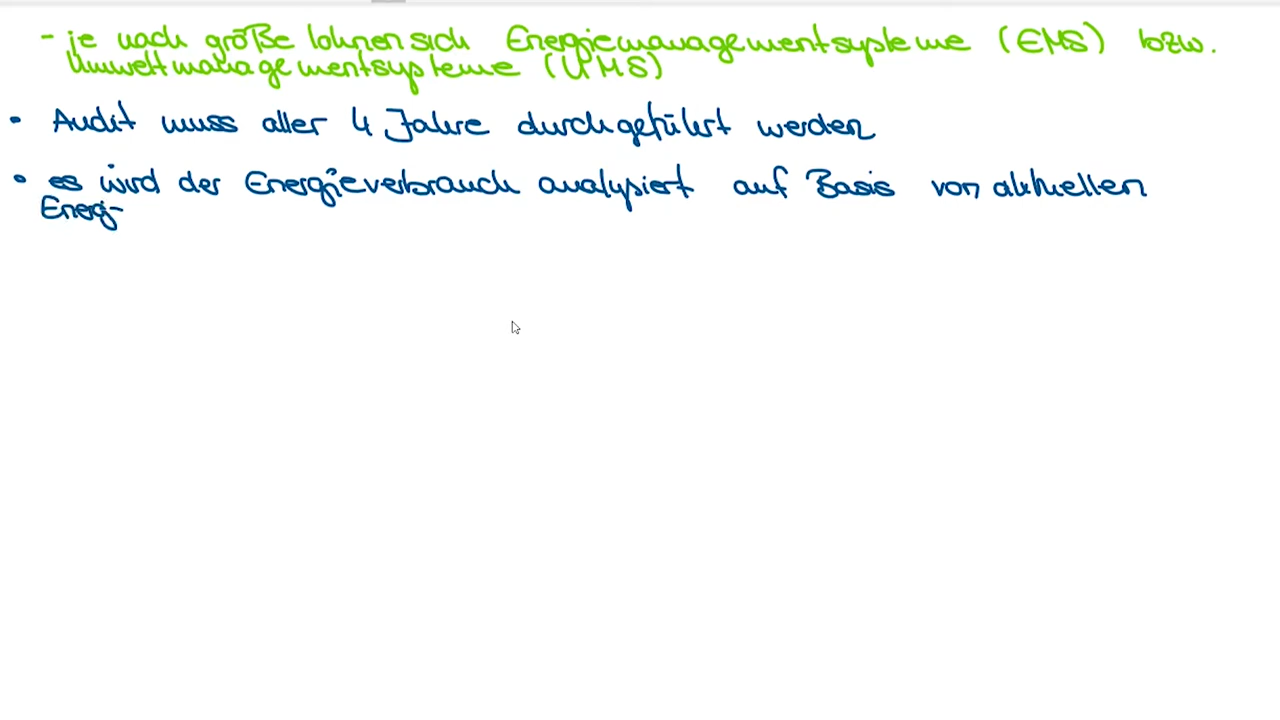 - je nach größe lohnen sich Energiemanagementsysteme (EMS) bzw.
Umweltmanagementsysteme (UMS)
• Audit muss aller 4 Jahre durchgeführt werden
• es wird der Energieverbrauch analysiert auf Basis von aktuellen
Energ-